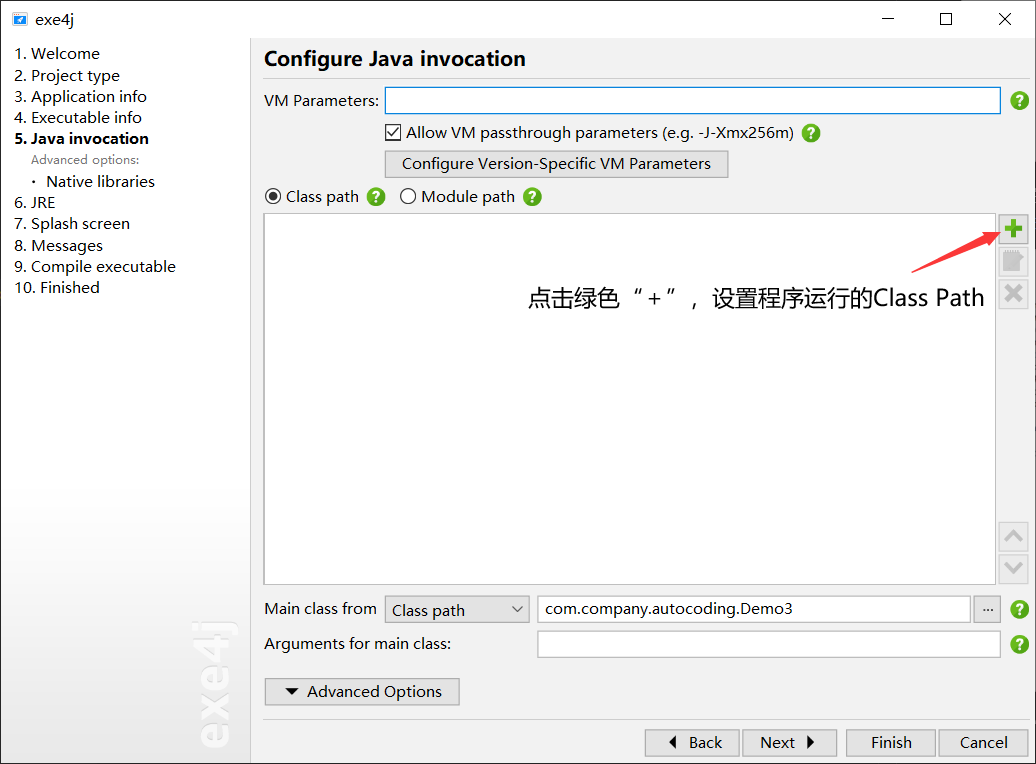 exe4j
1. Welcome
2. Project type
3. Application info
4. Executable info
5. Java invocation
Advanced options:
· Native libraries
6. JRE
7. Splash screen
8. Messages
9. Compile executable
10. Finished
exe4j
Configure Java invocation
VM Parameters:
Allow VM passthrough parameters (e.g. -J-Xmx256m)
Configure Version-Specific VM Parameters
Class path Module path
点击绿色“+”，设置程序运行的Class Path
Main class from Class path com.company.autocoding.Demo3 ...
Arguments for main class:
Advanced Options
Back Next Finish Cancel